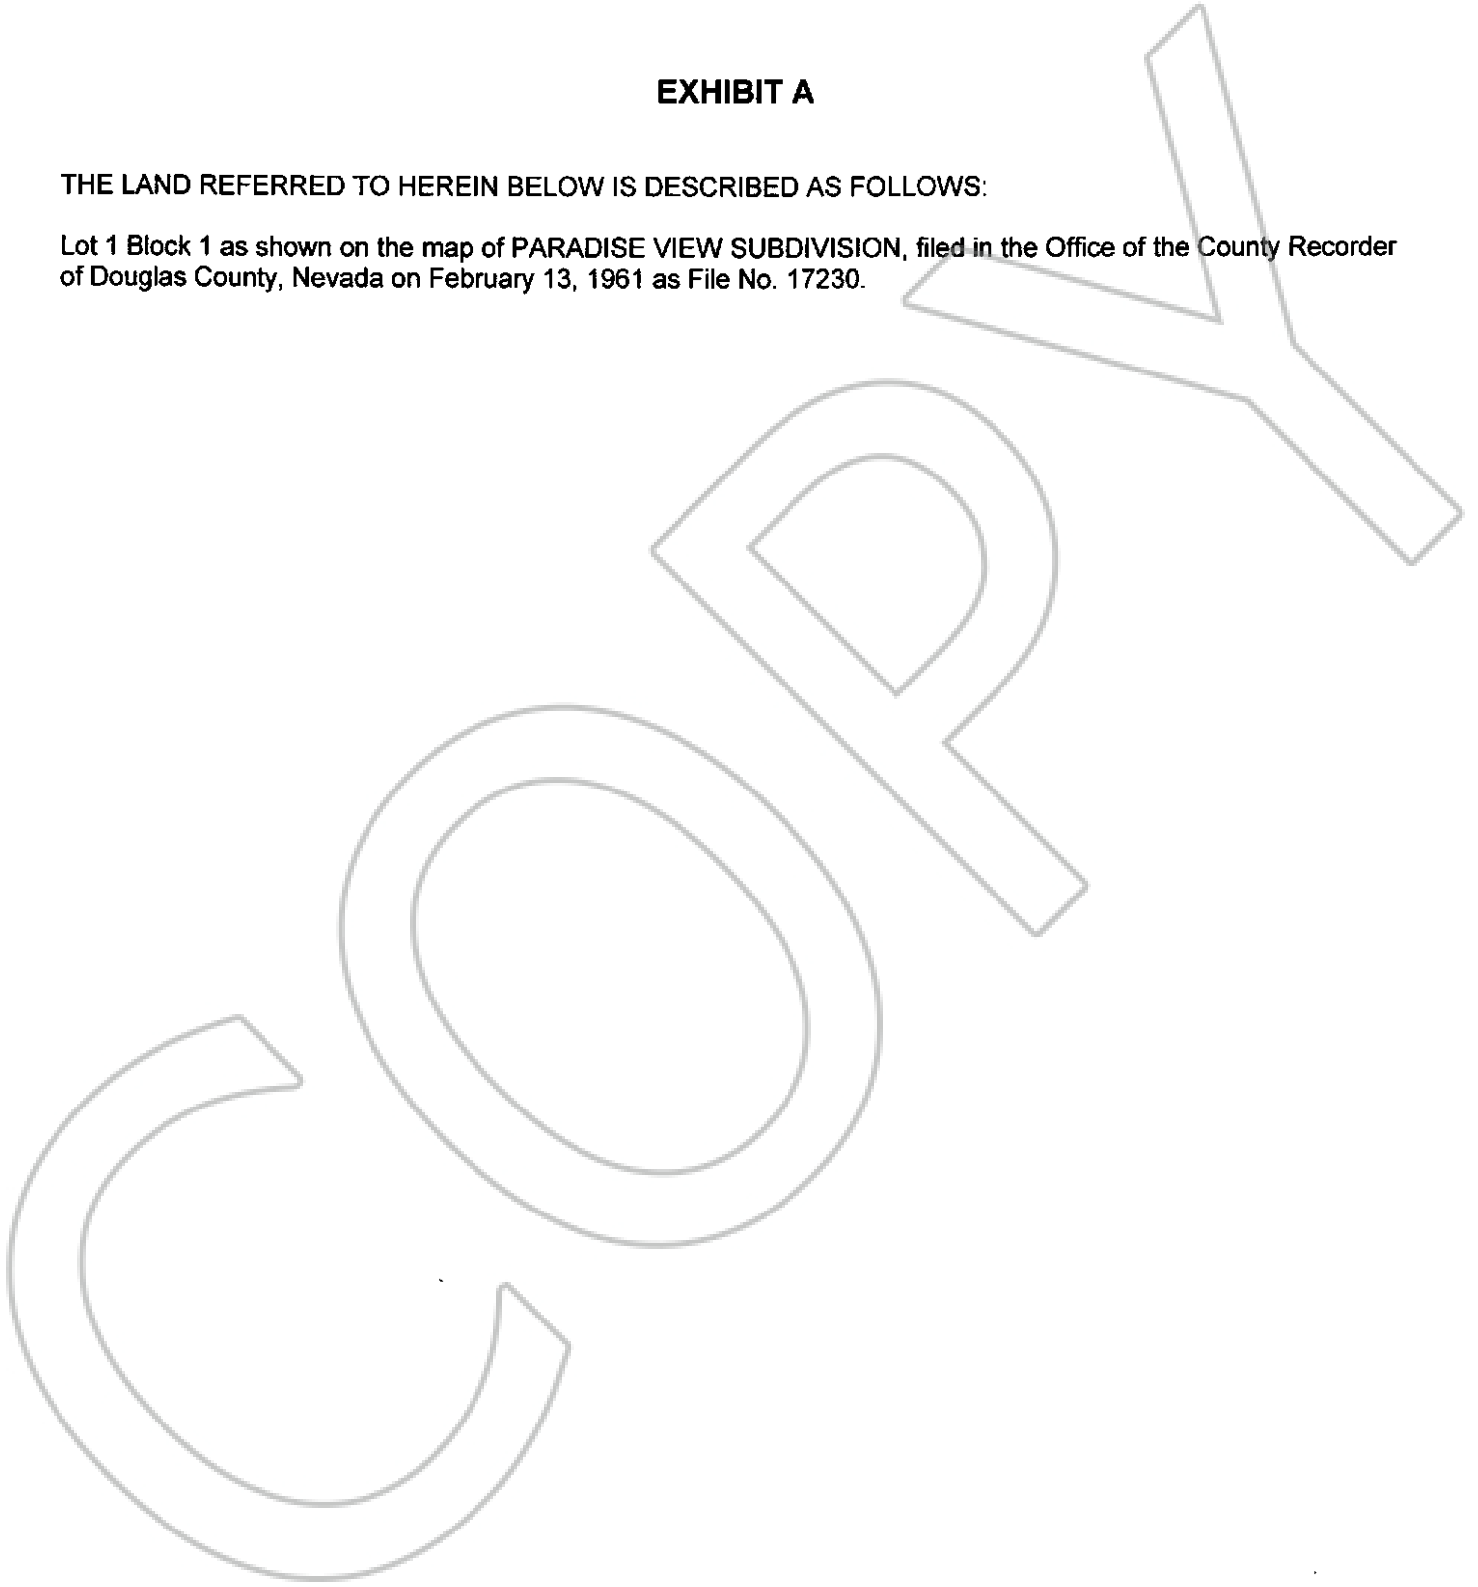 EXHIBIT A
THE LAND REFERRED TO HEREIN BELOW IS DESCRIBED AS FOLLOWS:
Lot 1 Block 1 as shown on the map of PARADISE VIEW SUBDIVISION, filed in the Office of the County Recorder
of Douglas County, Nevada on February 13, 1961 as File No. 17230.
COPY